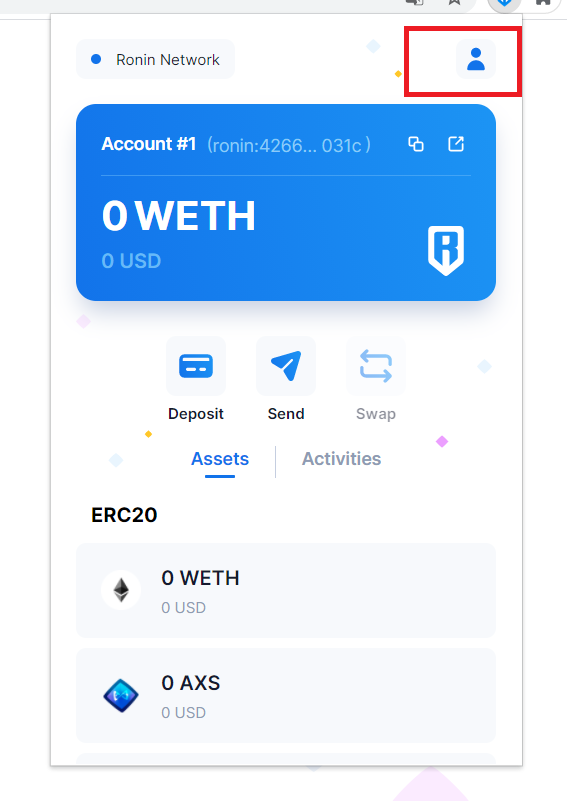 Ronin Network
Account #1 (ronin:4266... 031c )
0 WETH
0 USD
Deposit Send Swap
Assets Activities
ERC20
0 WETH
0 USD
0 AXS
0 USD